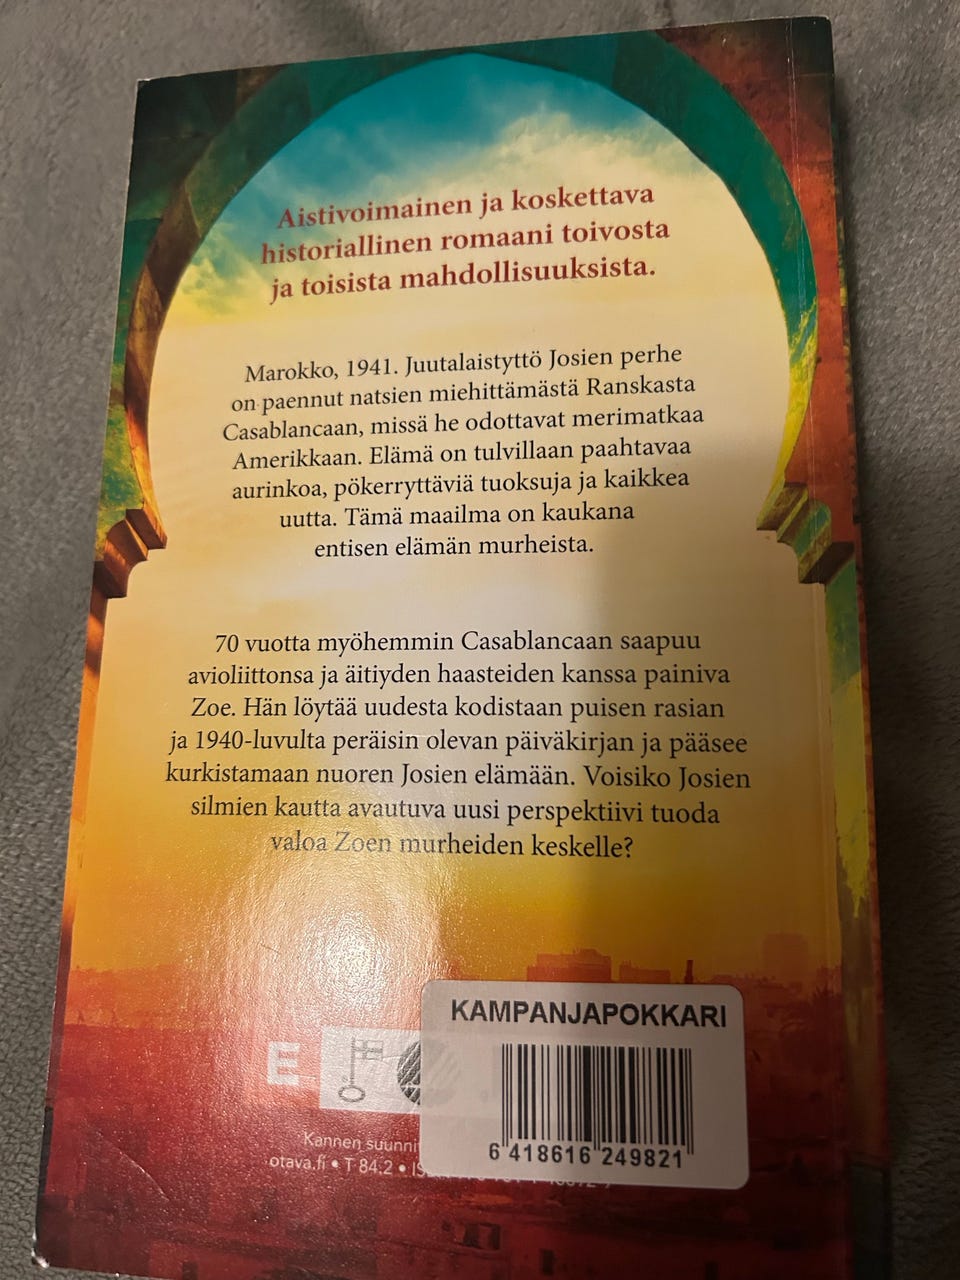 Aistivoimainen ja koskettava
historiallinen romaani toivosta
ja toisista mahdollisuuksista.
Marokko, 1941. Juutalaistyttö Josien perhe
on paennut natsien miehittämästä Ranskasta
Casablancaan, missä he odottavat merimatkaa
Amerikkaan. Elämä on tulvillaan paahtavaa
aurinkoa, pökerryttäviä tuoksuja ja kaikkea
uutta. Tämä maailma on kaukana
entisen elämän murheista.
70 vuotta myöhemmin Casablancaan saapuu
avioliittonsa ja äitiyden haasteiden kanssa painiva
Zoe. Hän löytää uudesta kodistaan puisen rasian
ja 1940-luvulta peräisin olevan päiväkirjan ja pääsee
kurkistamaan nuoren Josien elämään. Voisiko Josien
silmien kautta avautuva uusi perspektiivi tuoda
valoa Zoen murheiden keskelle?
KAMPANJAPOKKARI
6 418616 249821
E
Kannen
otava.fi • T 84.2 •